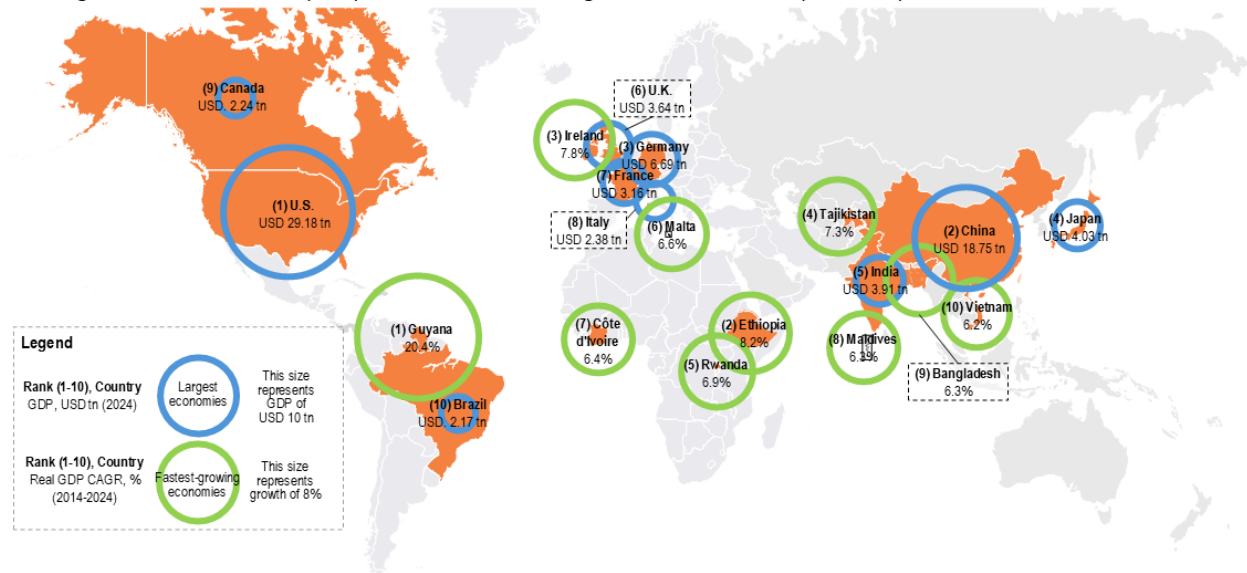 (9) Canada
USD. 2.24 tn
(1) U.S.
USD 29.18 tn
(6) U.K.
USD 3.64 tn
(3) Ireland
7.8%
(3) Germany
USD 6.69 tn
(7) France
USD 3.16 tn
(8) Italy
USD 2.38 tn
(6) Malta
6.6%
(4) Tajikistan
7.3%
(2) China
USD 18.75 tn
(4) Japan
USD 4.03 tn
(5) India
USD 3.91 tn
(10) Vietnam
6.2%
(1) Guyana
20.4%
(7) Côte
d'Ivoire
6.4%
(2) Ethiopia
8.2%
(5) Rwanda
6.9%
(8) Maldives
6.3%
(9) Bangladesh
6.3%
(10) Brazil
USD. 2.17 tn
Legend
Rank (1-10), Country
GDP, USD tn (2024)
Largest
economies
This size
represents
GDP of
USD 10 tn
Rank (1-10), Country
Real GDP CAGR, %
(2014-2024)
Fastest-growing
economies
This size
represents
growth of 8%